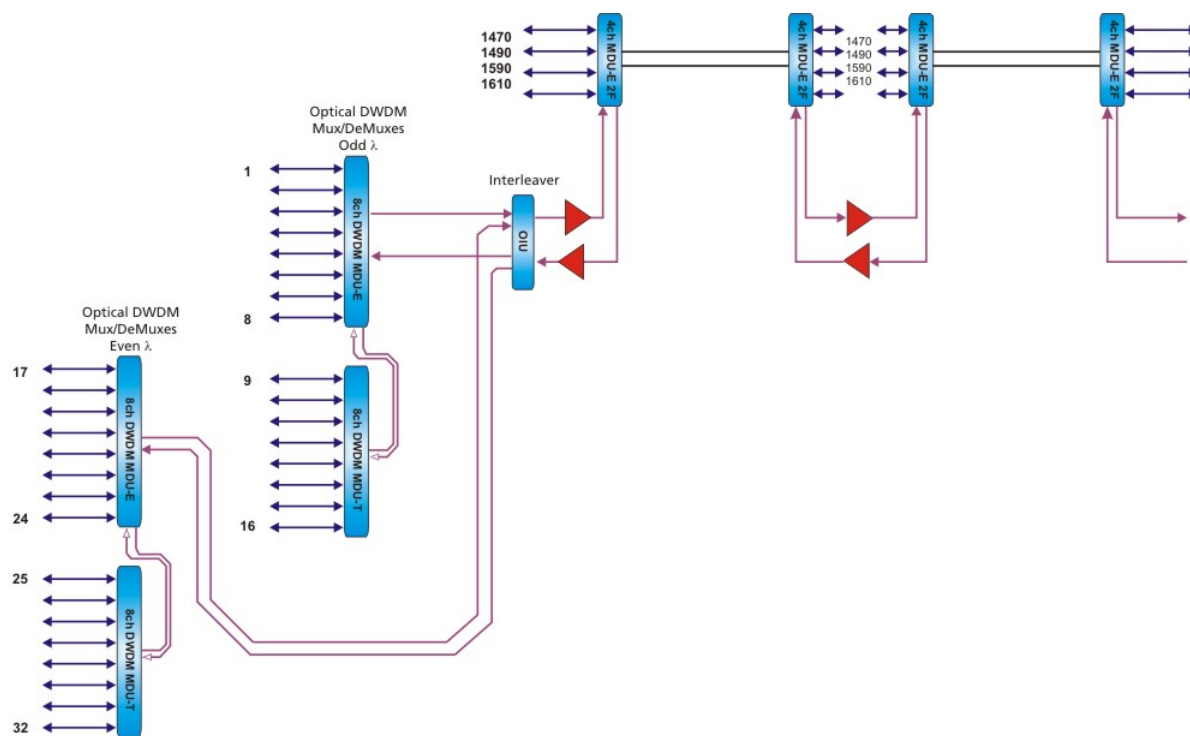 4ch MDU-E 2F
1470
1490
1590
1610
4ch MDU-E 2F
1470
1490
1590
1610
4ch MDU-E 2F
4ch MDU-E 2F
Optical DWDM
Mux/DeMuxes
Odd λ
1
8ch DWDM MDU-E
8
Interleaver
OIU
9
8ch DWDM MDU-T
16
Optical DWDM
Mux/DeMuxes
Even λ
17
8ch DWDM MDU-E
24
25
8ch DWDM MDU-T
32